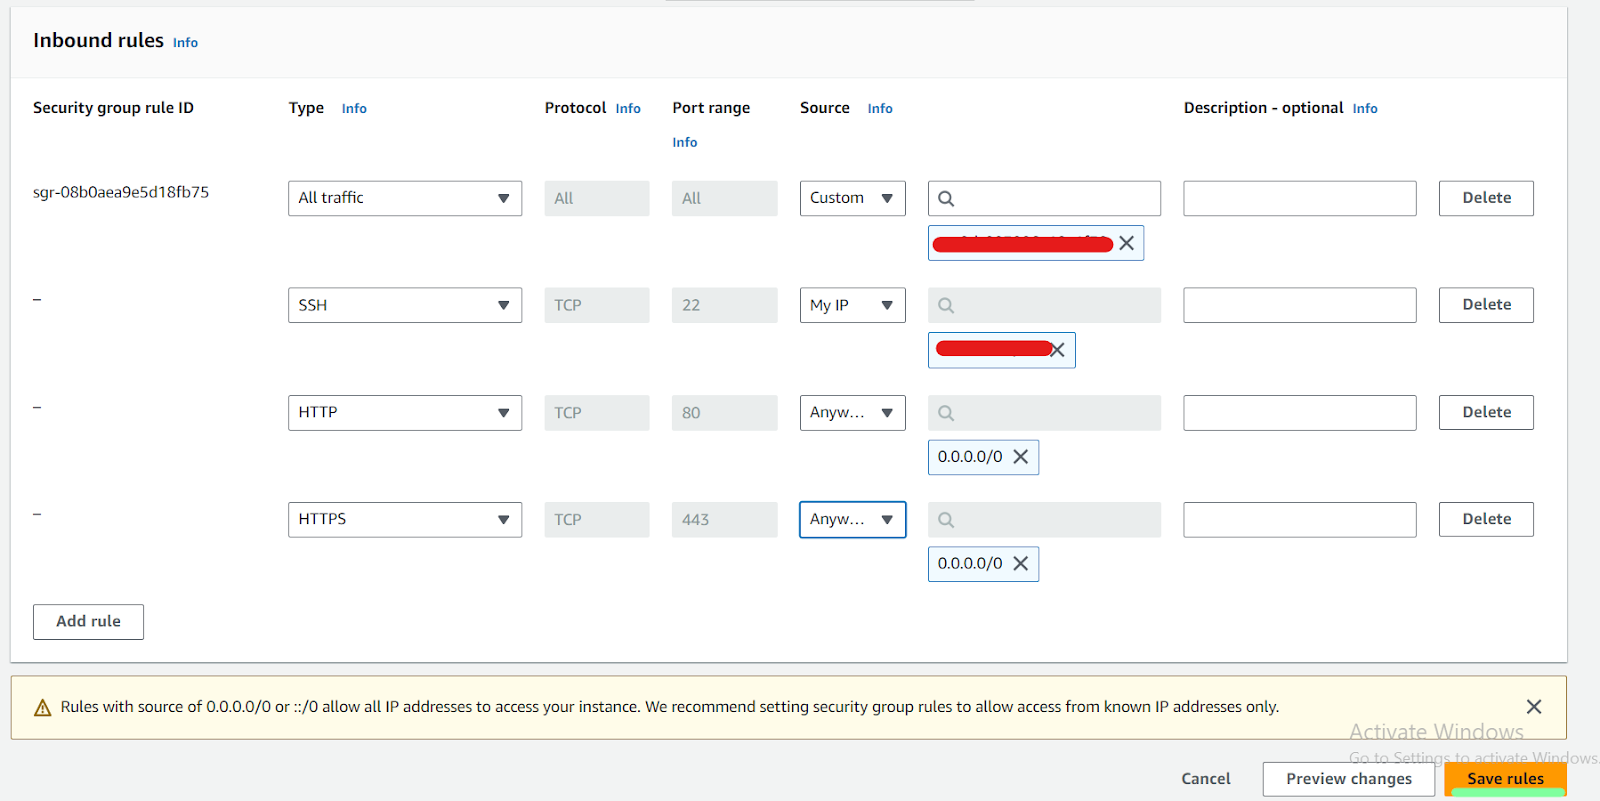 Inbound rules Info
Security group rule ID Type Info Protocol Info Port range Info Source Info Description - optional Info
sgr-08b0aea9e5d18fb75 All traffic All All Custom Delete
– SSH TCP 22 My IP Delete
– HTTP TCP 80 Anyw... Delete
0.0.0.0/0
– HTTPS TCP 443 Anyw... Delete
0.0.0.0/0
Add rule
Rules with source of 0.0.0.0/0 or ::/0 allow all IP addresses to access your instance. We recommend setting security group rules to allow access from known IP addresses only.
Activate Windows
Go to Settings to activate Windows.
Cancel Preview changes Save rules